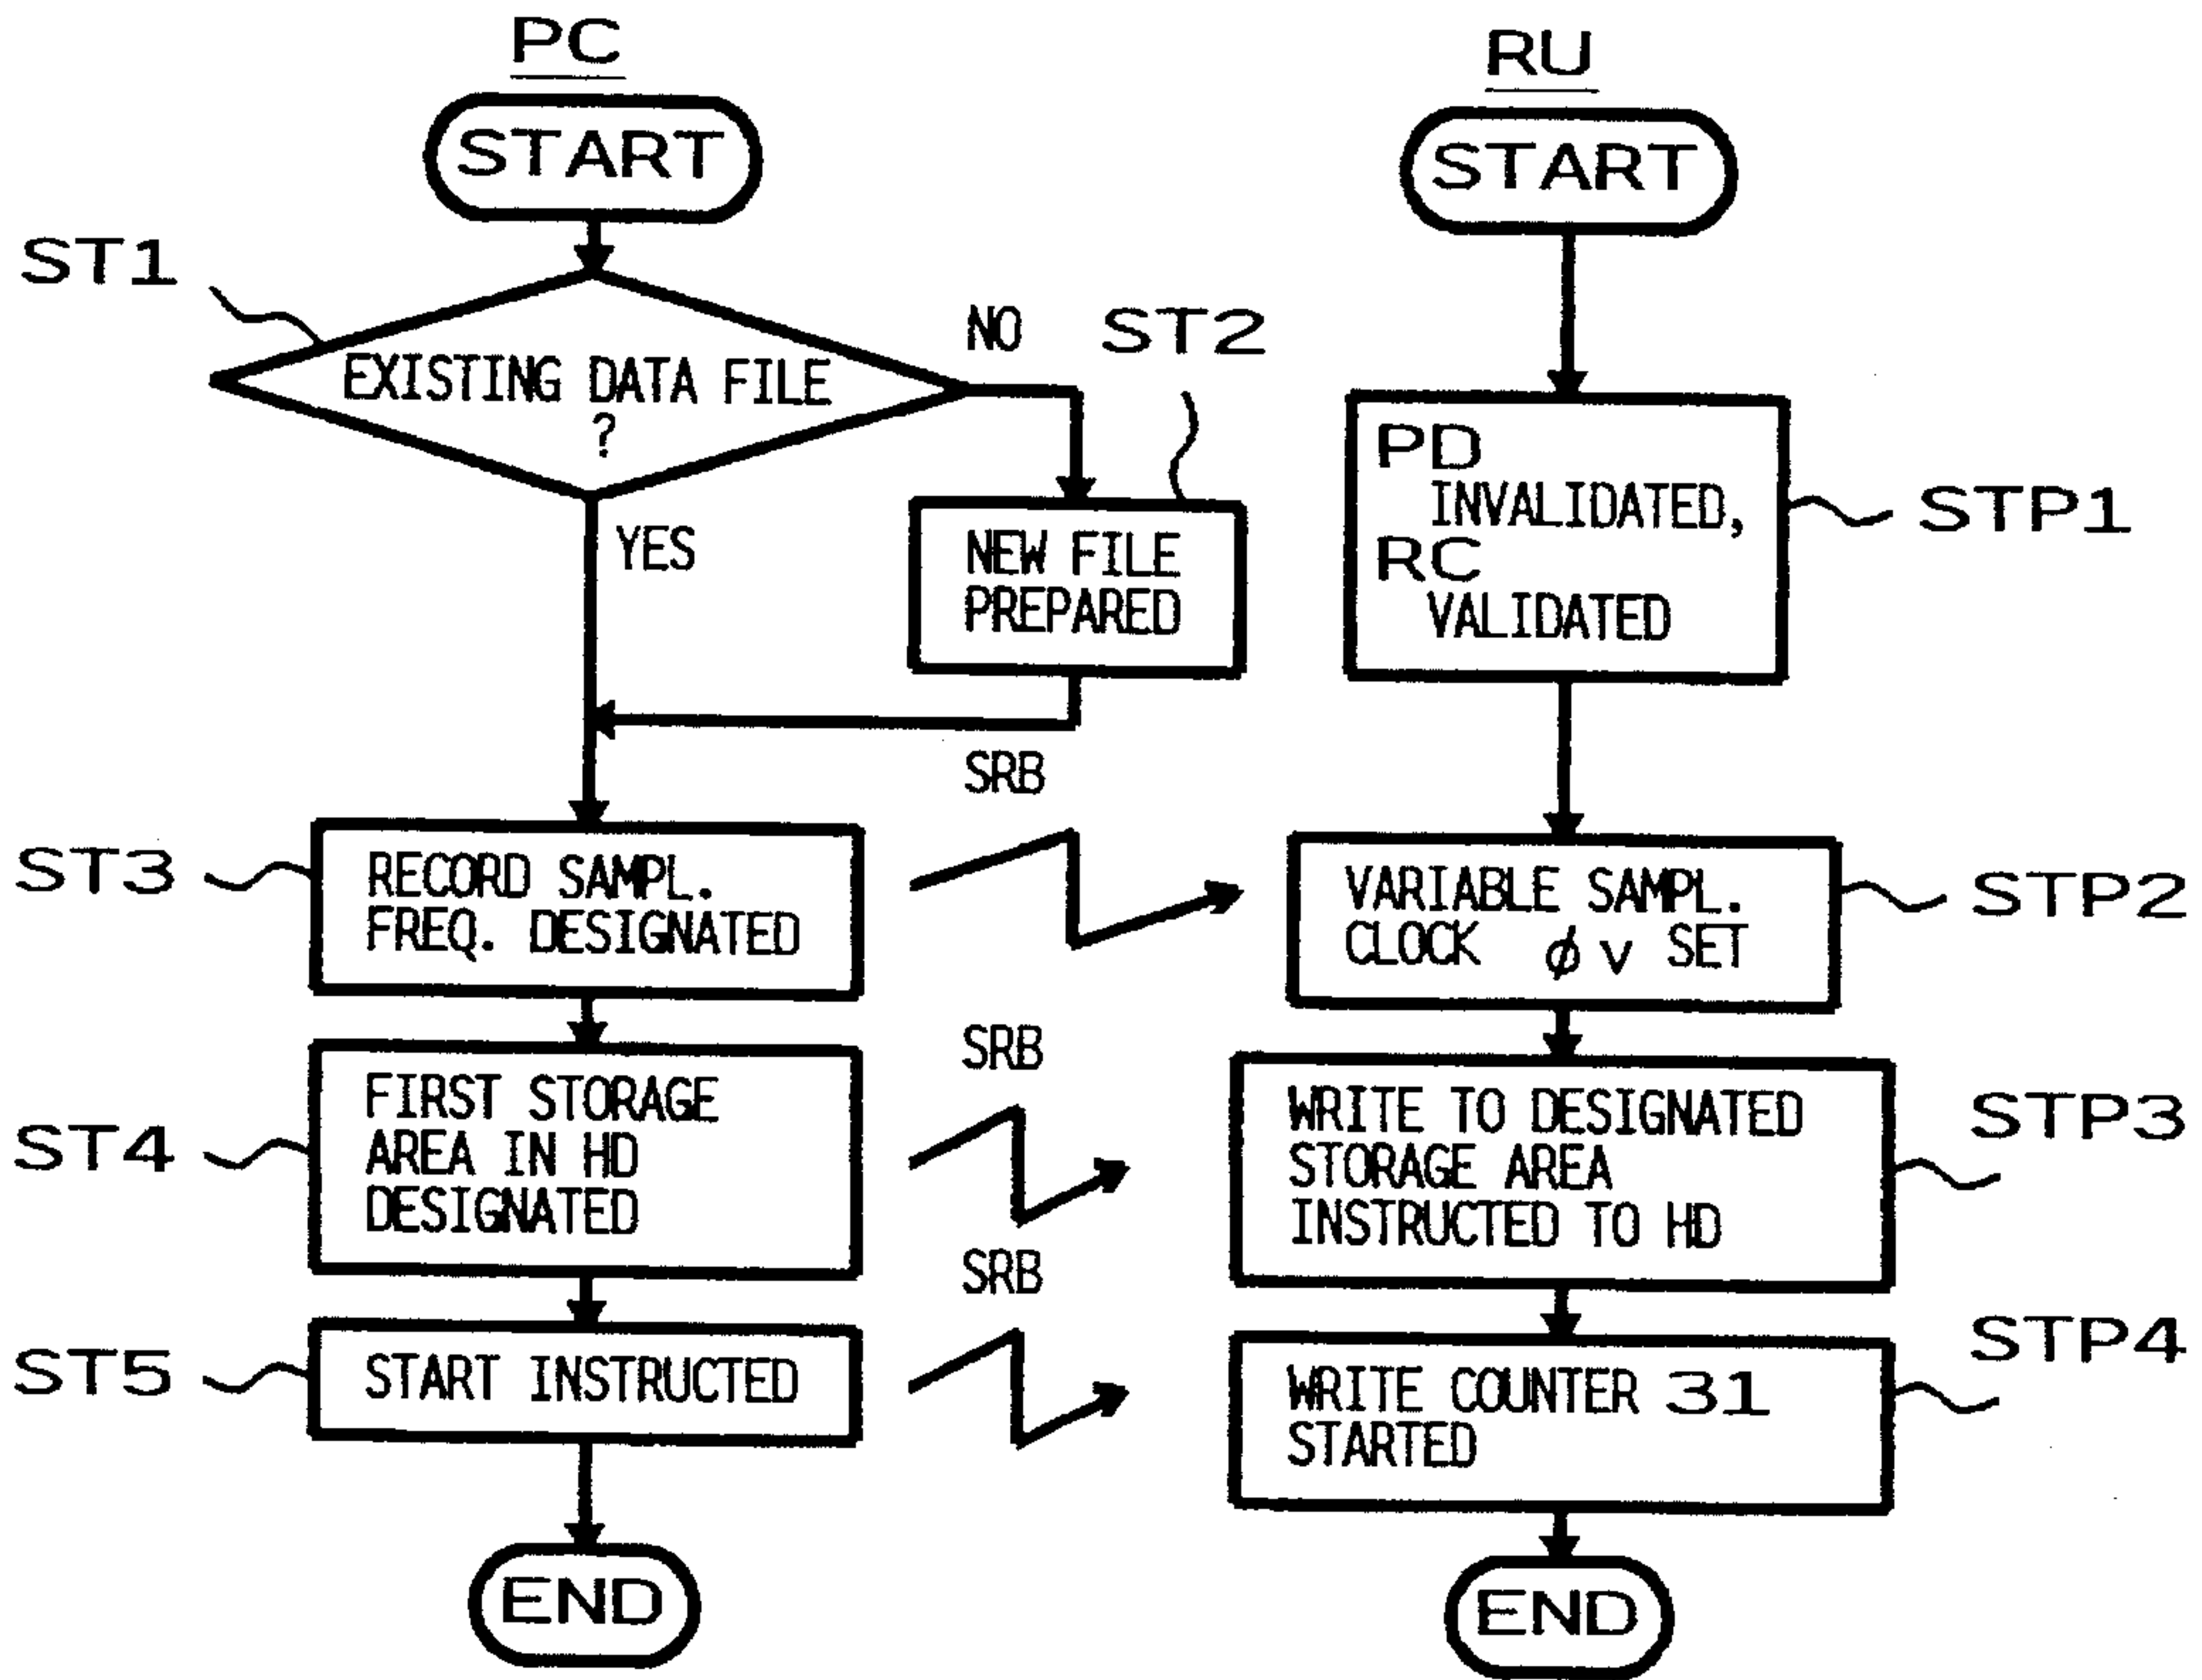 PC
START
ST1
EXISTING DATA FILE
?
NO
ST2
YES
NEW FILE
PREPARED
SRB
ST3
RECORD SAMPL.
FREQ. DESIGNATED
SRB
ST4
FIRST STORAGE
AREA IN HD
DESIGNATED
SRB
ST5
START INSTRUCTED
END
RU
START
PD
INVALIDATED,
RC
VALIDATED
STP1
VARIABLE SAMPL.
CLOCK ϕ v SET
STP2
WRITE TO DESIGNATED
STORAGE AREA
INSTRUCTED TO HD
STP3
WRITE COUNTER 31
STARTED
STP4
END